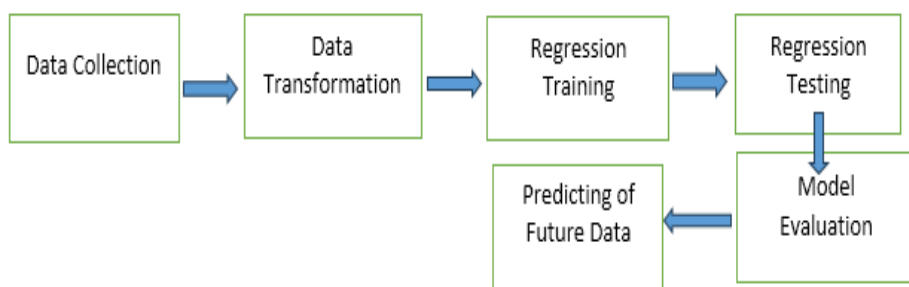 Data Collection
Data
Transformation
Regression
Training
Regression
Testing
Model
Evaluation
Predicting of
Future Data